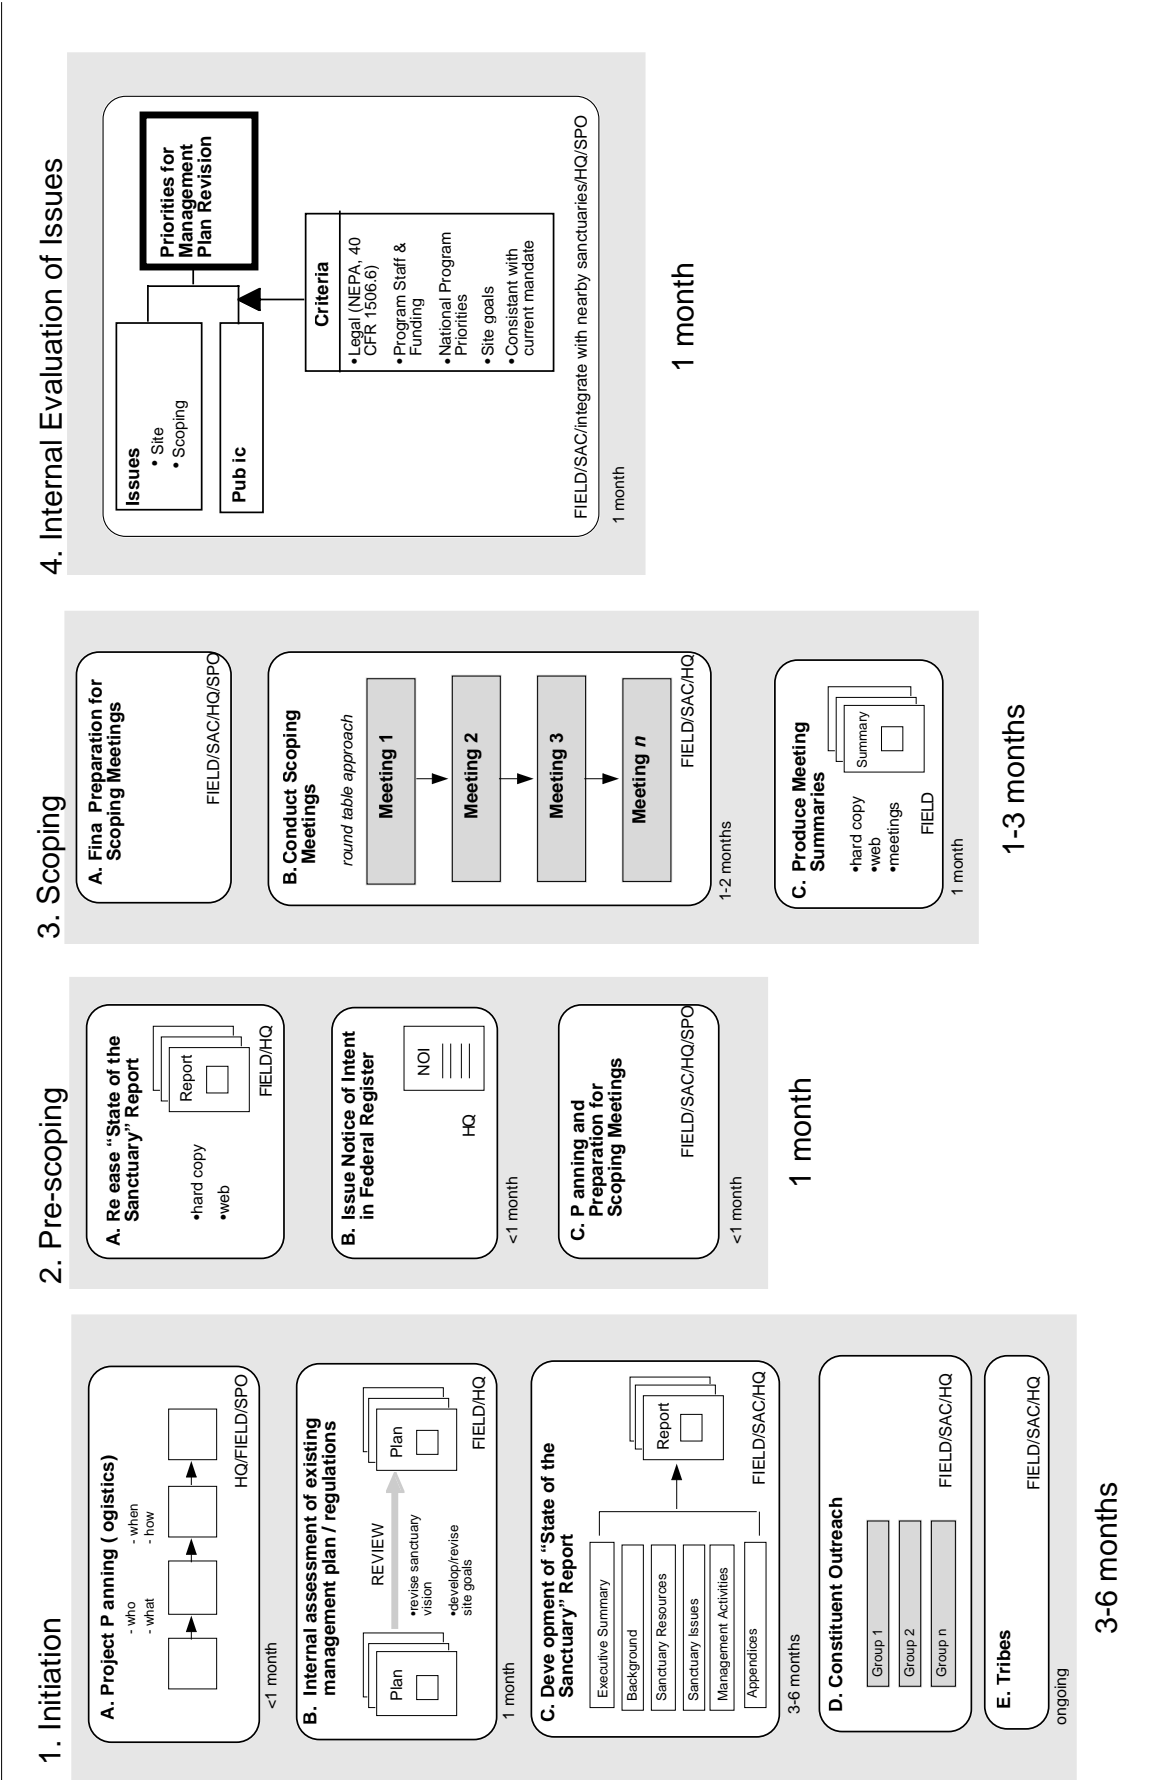 1. Initiation
A. Project P anning ( ogistics)
- who
- what
- when
- how
HQ/FIELD/SPO
<1 month
B. Internal assessment of existing
management plan / regulations
Plan
REVIEW
•revise sanctuary
vision
•develop/revise
site goals
Plan
FIELD/HQ
1 month
C. Deve opment of “State of the
Sanctuary” Report
Executive Summary
Background
Sanctuary Resources
Sanctuary Issues
Management Activities
Appendices
Report
FIELD/SAC/HQ
3-6 months
D. Constituent Outreach
Group 1
Group 2
Group n
FIELD/SAC/HQ
E. Tribes
FIELD/SAC/HQ
ongoing
3-6 months
2. Pre-scoping
A. Re ease “State of the
Sanctuary” Report
•hard copy
•web
Report
FIELD/HQ
B. Issue Notice of Intent
in Federal Register
NOI
HQ
<1 month
C. P anning and
Preparation for
Scoping Meetings
FIELD/SAC/HQ/SPO
<1 month
1 month
3. Scoping
A. Fina Preparation for
Scoping Meetings
FIELD/SAC/HQ/SPO
B. Conduct Scoping
Meetings
round table approach
Meeting 1
Meeting 2
Meeting 3
Meeting n
FIELD/SAC/HQ
1-2 months
C. Produce Meeting
Summaries
•hard copy
•web
•meetings
Summary
FIELD
1 month
1-3 months
4. Internal Evaluation of Issues
Issues
• Site
• Scoping
Pub ic
Priorities for
Management
Plan Revision
Criteria
•Legal (NEPA, 40
CFR 1506.6)
•Program Staff &
Funding
•National Program
Priorities
•Site goals
•Consistant with
current mandate
FIELD/SAC/integrate with nearby sanctuaries/HQ/SPO
1 month
1 month